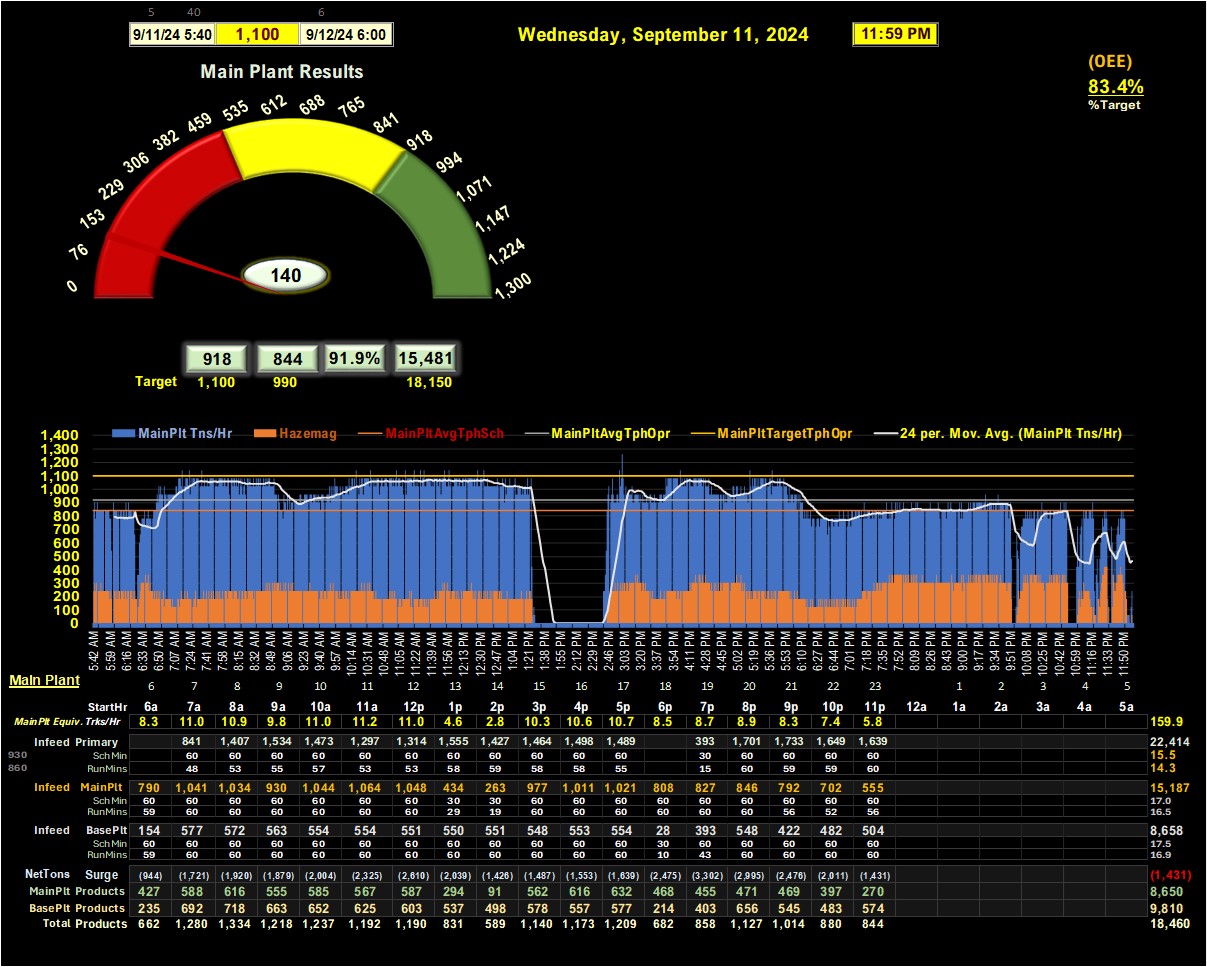 5 40 6
9/11/24 5:40 1,100 9/12/24 6:00 Wednesday, September 11, 2024 11:59 PM
(OEE)
83.4%
%Target
Main Plant Results
0 76 153 229 306 382 459 535 612 688 765 841 918 994 1,071 1,147 1,224 1,300
140
918 844 91.9% 15,481
Target 1,100 990 18,150
MainPlt Tns/Hr Hazemag MainPltAvgTphSch MainPltAvgTphOpr MainPltTargetTphOpr 24 per. Mov. Avg. (MainPlt Tns/Hr)
1,400
1,300
1,200
1,100
1,000
900
800
700
600
500
400
300
200
100
0
5:42 AM 5:59 AM 6:16 AM 6:33 AM 6:50 AM 7:07 AM 7:24 AM 7:41 AM 7:58 AM 8:15 AM 8:32 AM 8:49 AM 9:06 AM 9:23 AM 9:40 AM 9:57 AM 10:14 AM 10:31 AM 10:48 AM 11:05 AM 11:22 AM 11:39 AM 11:56 AM 12:13 PM 12:30 PM 12:47 PM 1:04 PM 1:21 PM 1:38 PM 1:55 PM 2:12 PM 2:29 PM 2:46 PM 3:03 PM 3:20 PM 3:37 PM 3:54 PM 4:11 PM 4:28 PM 4:45 PM 5:02 PM 5:19 PM 5:36 PM 5:53 PM 6:10 PM 6:27 PM 6:44 PM 7:01 PM 7:18 PM 7:35 PM 7:52 PM 8:09 PM 8:26 PM 8:43 PM 9:00 PM 9:17 PM 9:34 PM 9:51 PM 10:08 PM 10:25 PM 10:42 PM 10:59 PM 11:16 PM 11:33 PM 11:50 PM
Main Plant 6 7 8 9 10 11 12 13 14 15 16 17 18 19 20 21 22 23 1 2 3 4 5
StartHr 6a 7a 8a 9a 10a 11a 12p 1p 2p 3p 4p 5p 6p 7p 8p 9p 10p 11p 12a 1a 2a 3a 4a 5a
MainPlt Equiv. Trks/Hr 8.3 11.0 10.9 9.8 11.0 11.2 11.0 4.6 2.8 10.3 10.6 10.7 8.5 8.7 8.9 8.3 7.4 5.8 159.9
Infeed Primary 841 1,407 1,534 1,473 1,297 1,314 1,555 1,427 1,464 1,498 1,489 393 1,701 1,733 1,649 1,639 22,414
930 Sch Min 60 60 60 60 60 60 60 60 60 60 60 30 60 60 60 60 15.5
860 RunMins 48 53 55 57 53 53 58 59 58 58 55 15 60 59 59 60 14.3
Infeed MainPlt 790 1,041 1,034 930 1,044 1,064 1,048 434 263 977 1,011 1,021 808 827 846 792 702 555 15,187
Sch Min 60 60 60 60 60 60 60 30 30 60 60 60 60 60 60 60 60 60 17.0
RunMins 59 60 60 60 60 60 60 29 19 60 60 60 60 60 60 56 52 56 16.5
Infeed BasePlt 154 577 572 563 554 554 551 550 551 548 553 554 28 393 548 422 482 504 8,658
Sch Min 60 60 60 60 60 60 60 60 60 60 60 60 30 60 60 60 60 60 17.5
RunMins 59 60 60 60 60 60 60 60 60 60 60 60 10 43 60 60 60 60 16.9
NetTons Surge (944) (1,721) (1,920) (1,879) (2,004) (2,325) (2,610) (2,039) (1,426) (1,487) (1,553) (1,639) (2,475) (3,302) (2,995) (2,476) (2,011) (1,431) (1,431)
MainPlt Products 427 588 616 555 585 567 587 294 91 562 616 632 468 455 471 469 397 270 8,650
BasePlt Products 235 692 718 663 652 625 603 537 498 578 557 577 214 403 656 545 483 574 9,810
Total Products 662 1,280 1,334 1,218 1,237 1,192 1,190 831 589 1,140 1,173 1,209 682 858 1,127 1,014 880 844 18,460